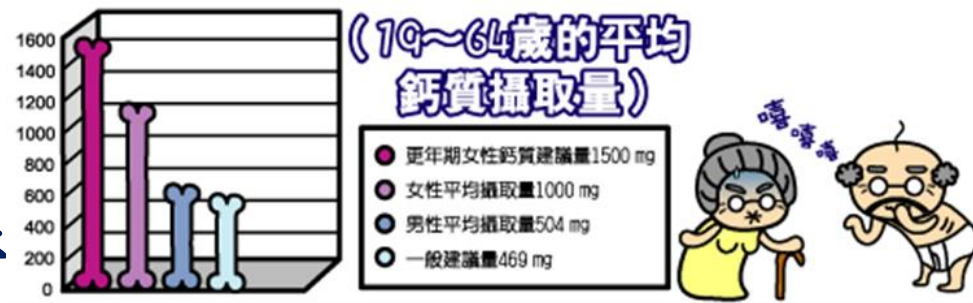 1600
1400
1200
1000
800
600
400
200
0
(19～64歲的平均
鈣質攝取量)
更年期女性鈣質建議量1500 mg
女性平均攝取量1000 mg
男性平均攝取量504 mg
一般建議量469 mg
嘻嘻嘻